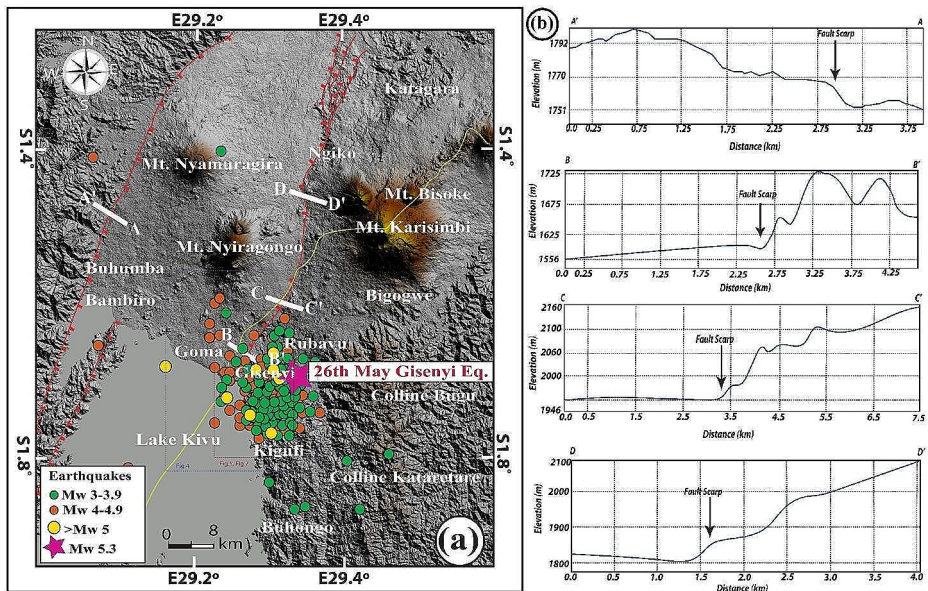 E29.2°
E29.4°
N
W
S
Katagara
S1.4°
S1.4°
Ngiko
Mt. Nyamuragira
Mt. Bisoke
D
D'
A'
A
Mt. Karisimbi
Mt. Nyiragongo
Buhumba
Bigogwe
C
C'
Bambiro
B
Rubavu
Goma
Gisenyi
26th May Gisenyi Eq.
Colline Bugu
Lake Kivu
Kigufi
S1.8°
S1.8°
Fig.4
Colline Kataretare
Buhongo
Earthquakes
Mw 3-3.9
Mw 4-4.9
>Mw 5
Mw 5.3
0 8 km
(a)
E29.2°
E29.4°
(b)
A'
A
Fault Scarp
Elevation (m)
1792
1770
1751
0.0 0.25 0.75 1.25 1.75 2.25 2.75 3.25 3.75
Distance (km)
B
B'
Fault Scarp
Elevation (m)
1725
1675
1625
1556
0.0 0.25 0.75 1.25 1.75 2.25 2.75 3.25 3.75 4.25
Distance (km)
C
C'
Fault Scarp
Elevation (m)
2160
2060
2000
1946
0.0 0.5 1.5 2.5 3.5 4.5 5.5 6.5 7.5
Distance (km)
D
D'
Fault Scarp
Elevation (m)
2100
1900
1800
0.0 0.5 1.0 1.5 2.0 2.5 3.0 3.5 4.0
Distance (km)